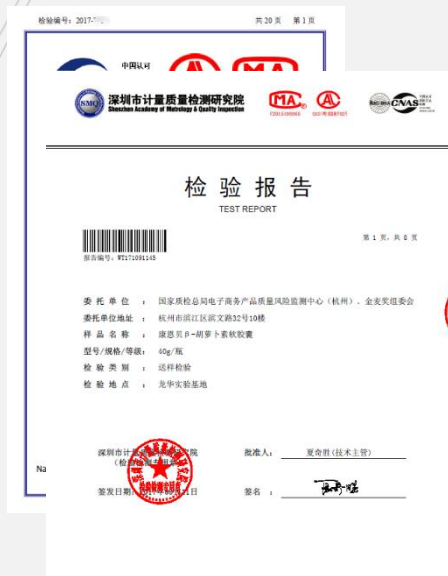 检验编号：2017-
共 20 页 第 1 页
中国认可
MA
SMQ 深圳市计量质量检测研究院
Shenzhen Academy of Metrology & Quality Inspection
MA
CNAS
检 验 报 告
TEST REPORT
第 1 页，共 8 页
报告编号：WT171091145
委 托 单 位 ： 国家质检总局电子商务产品质量风险监测中心（杭州）、金麦奖组委会
委托单位地址 ： 杭州市滨江区滨文路32号10楼
样 品 名 称 ： 康恩贝β-胡萝卜素软胶囊
型号/规格/等级： 40g/瓶
检 验 类 别 ： 送样检验
检 验 地 点 ： 龙华实验基地
深圳市计 院
批准人： 夏奇胜(技术主管)
签发日期
签名 ：
Na